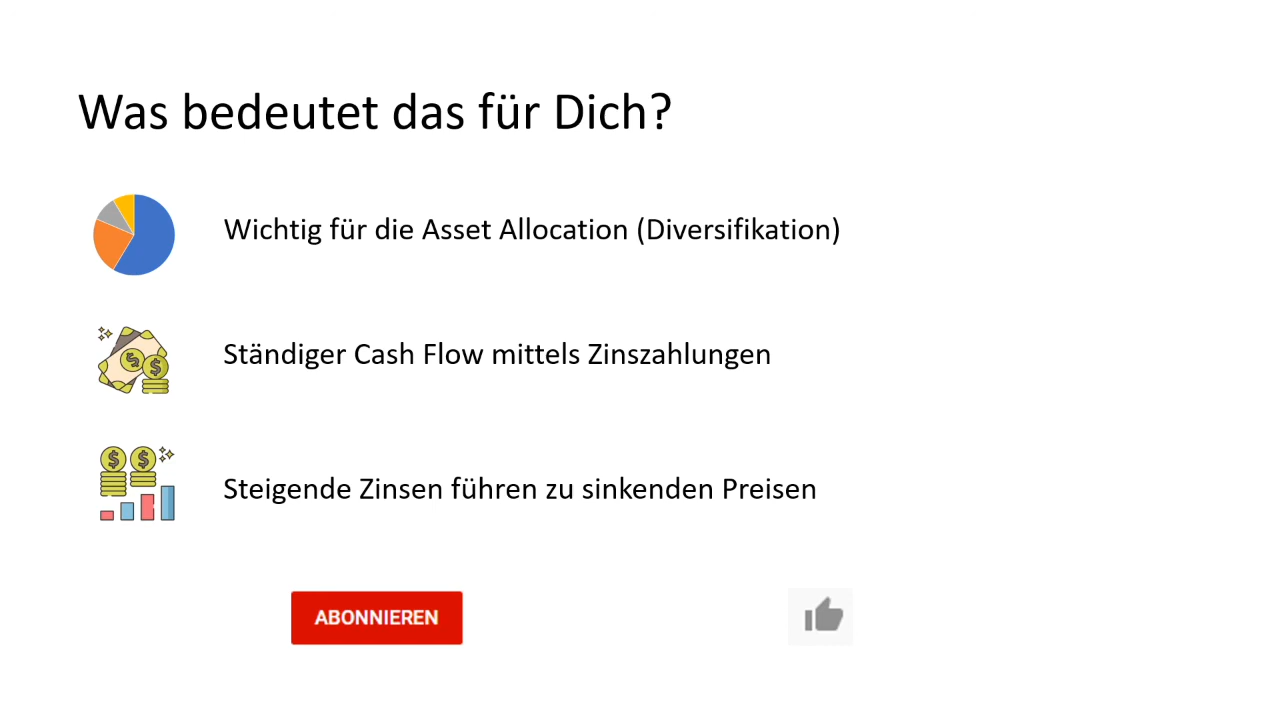 Was bedeutet das für Dich?
Wichtig für die Asset Allocation (Diversifikation)
Ständiger Cash Flow mittels Zinszahlungen
Steigende Zinsen führen zu sinkenden Preisen
ABONNIEREN